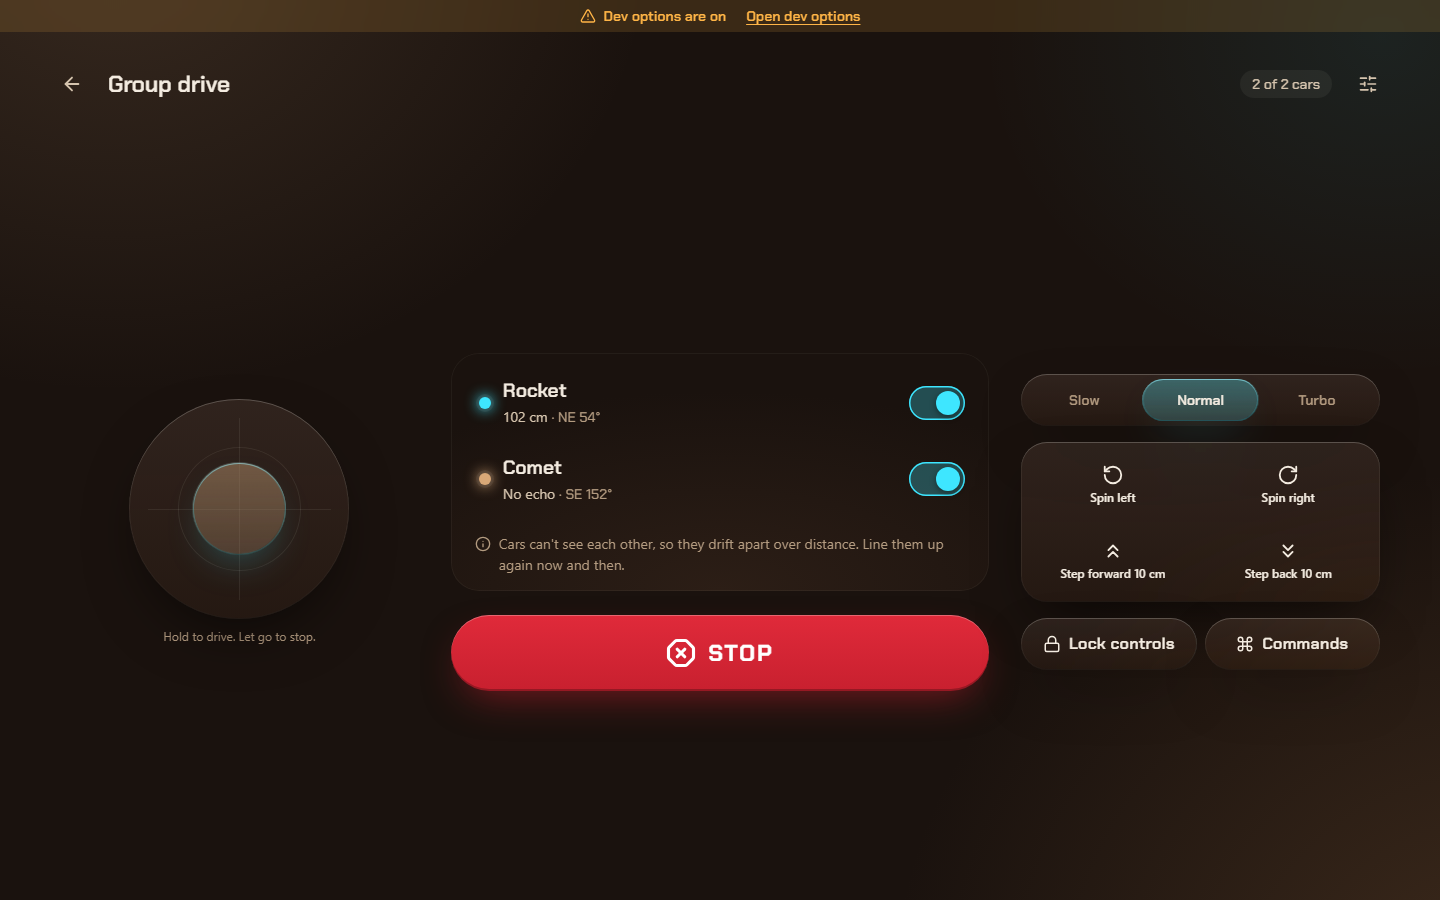 Dev options are on Open dev options
Group drive
2 of 2 cars
Rocket
102 cm · NE 54°
Comet
No echo · SE 152°
Cars can't see each other, so they drift apart over distance. Line them up
again now and then.
STOP
Hold to drive. Let go to stop.
Slow Normal Turbo
Spin left Spin right
Step forward 10 cm Step back 10 cm
Lock controls Commands